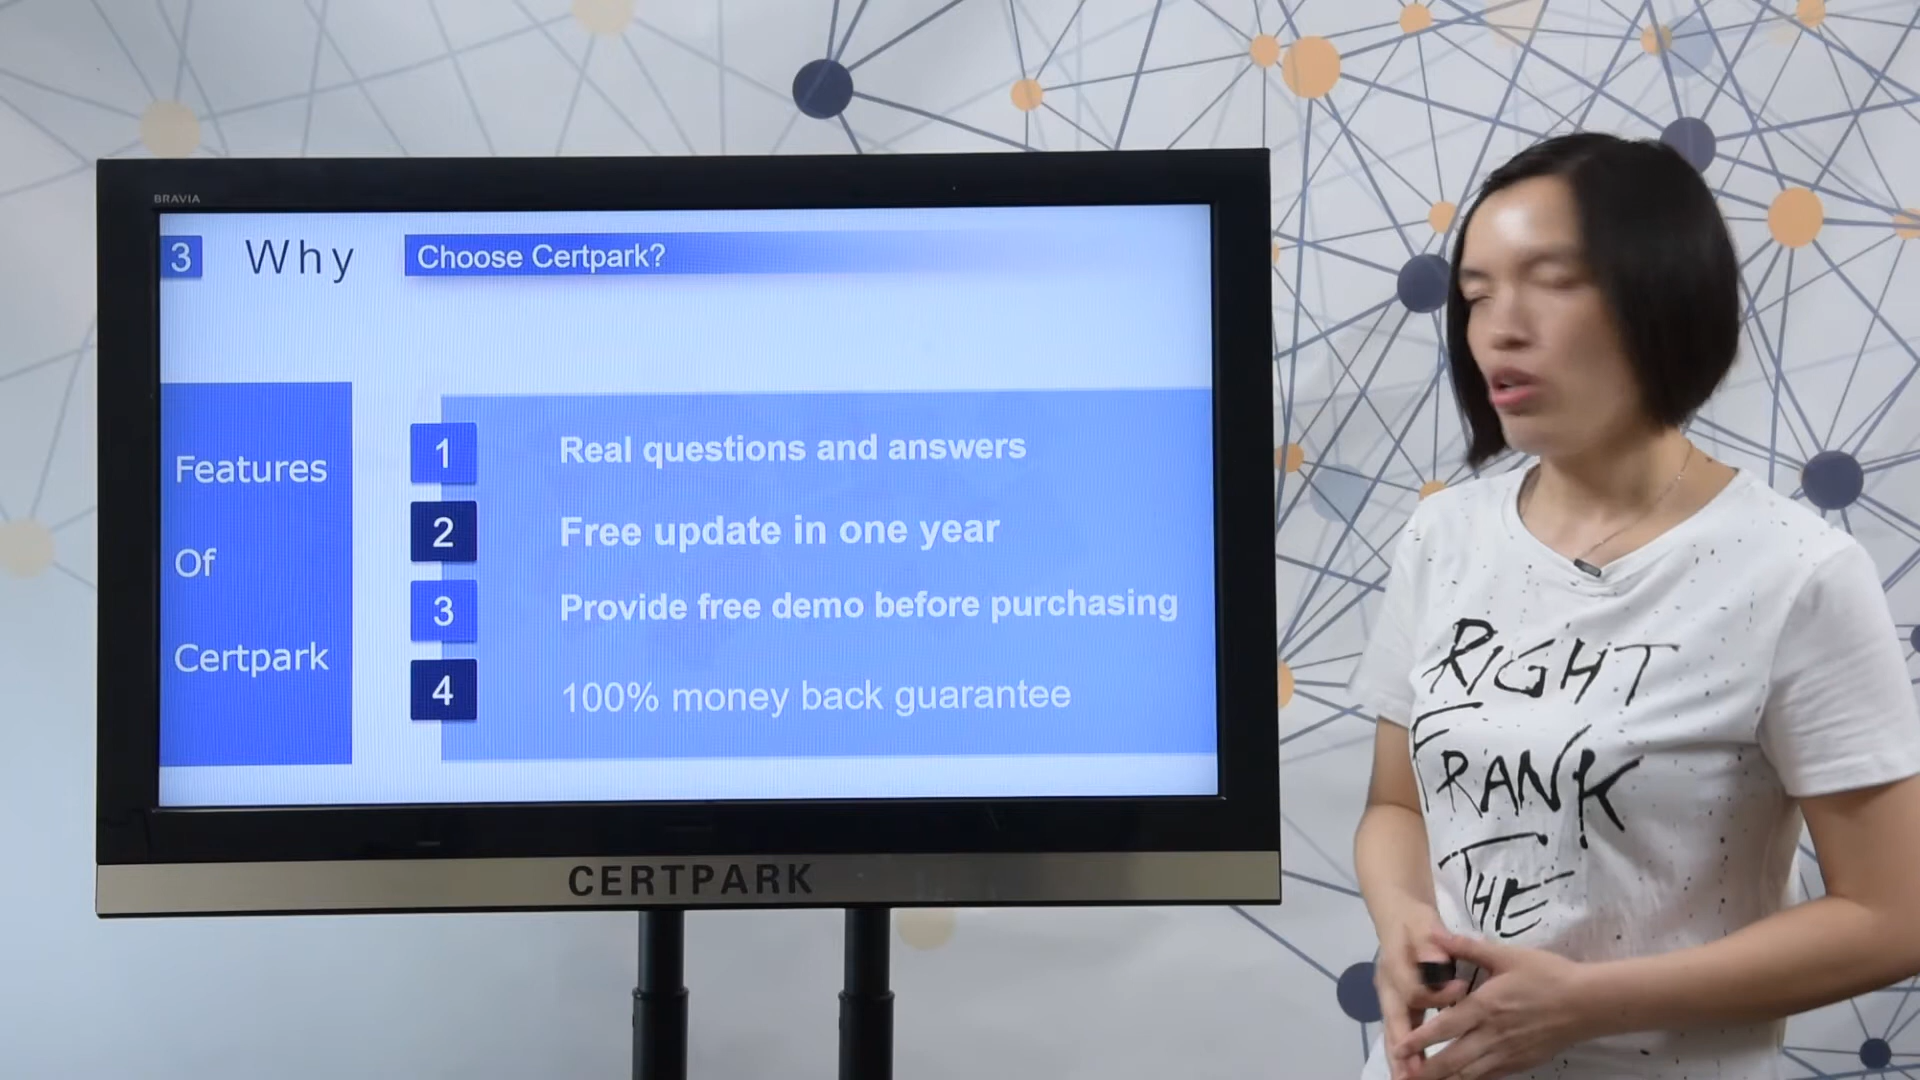 BRAVIA
3 Why Choose Certpark?
Features
Of
Certpark
1 Real questions and answers
2 Free update in one year
3 Provide free demo before purchasing
4 100% money back guarantee
CERTPARK
RIGHT
FRANK
THE